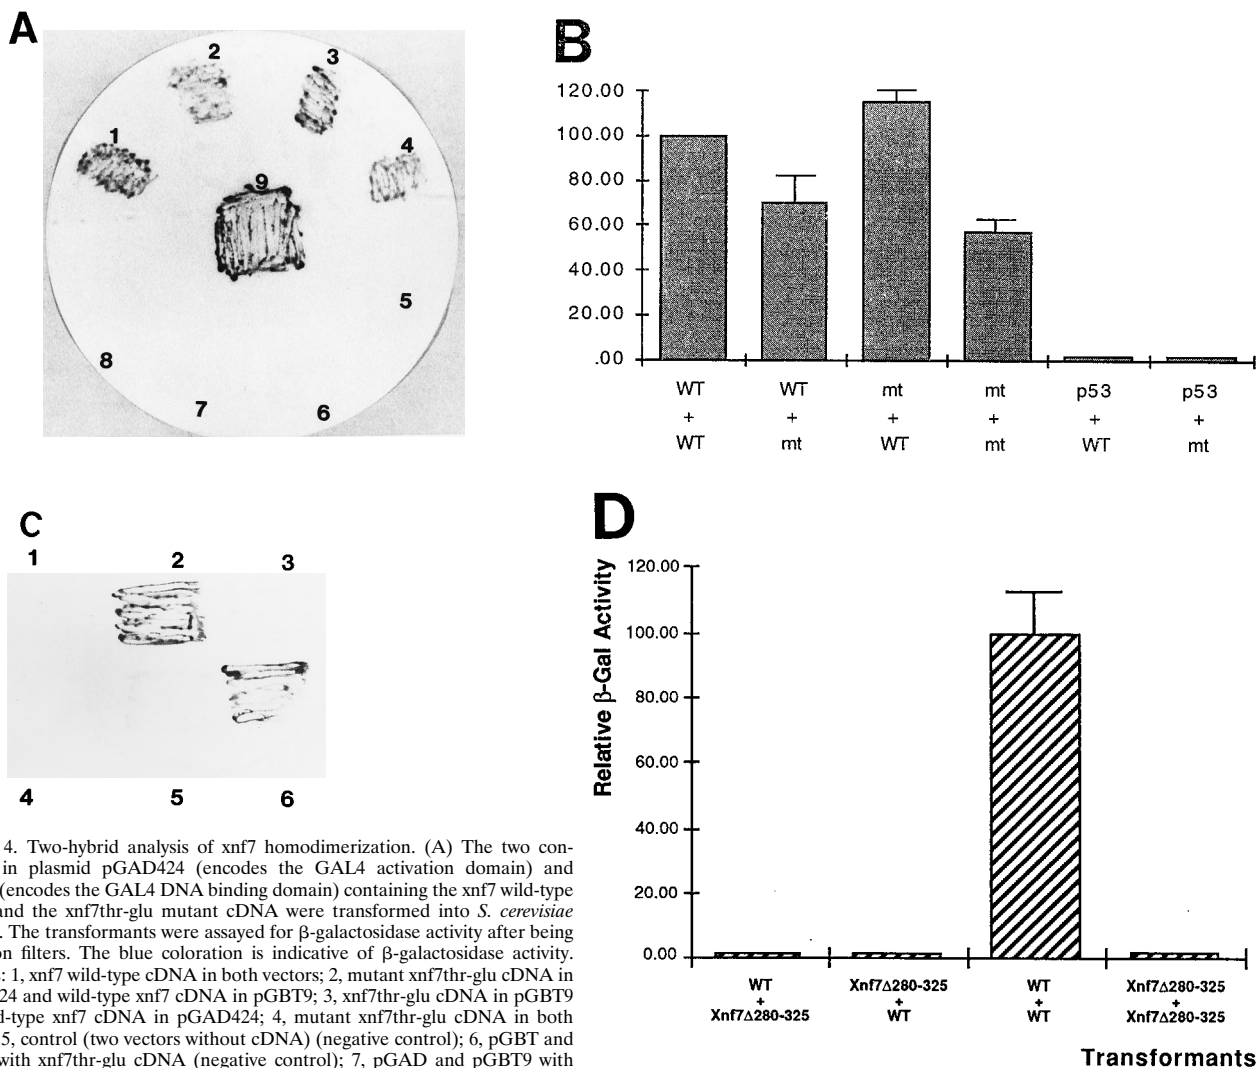 A
1
2
3
4
9
5
8
7
6
B
120.00
100.00
80.00
60.00
40.00
20.00
.00
WT
+
WT
WT
+
mt
mt
+
WT
mt
+
mt
p53
+
WT
p53
+
mt
C
1 2 3
4 5 6
4. Two-hybrid analysis of xnf7 homodimerization. (A) The two con-
in plasmid pGAD424 (encodes the GAL4 activation domain) and
(encodes the GAL4 DNA binding domain) containing the xnf7 wild-type
and the xnf7thr-glu mutant cDNA were transformed into S. cerevisiae
. The transformants were assayed for β-galactosidase activity after being
on filters. The blue coloration is indicative of β-galactosidase activity.
: 1, xnf7 wild-type cDNA in both vectors; 2, mutant xnf7thr-glu cDNA in
24 and wild-type xnf7 cDNA in pGBT9; 3, xnf7thr-glu cDNA in pGBT9
d-type xnf7 cDNA in pGAD424; 4, mutant xnf7thr-glu cDNA in both
5, control (two vectors without cDNA) (negative control); 6, pGBT and
with xnf7thr-glu cDNA (negative control); 7, pGAD and pGBT9 with
D
Relative β-Gal Activity
120.00
100.00
80.00
60.00
40.00
20.00
0.00
WT
+
Xnf7Δ280-325
Xnf7Δ280-325
+
WT
WT
+
WT
Xnf7Δ280-325
+
Xnf7Δ280-325
Transformants